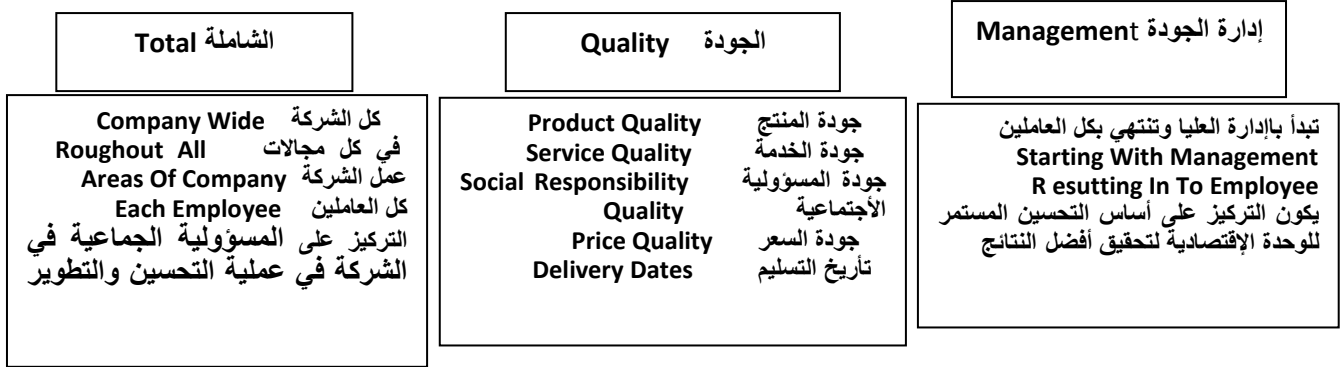 إدارة الجودة Management
تبدأ باإدارة العليا وتنتهي بكل العاملين
Starting With Management
R esutting In To Employee
يكون التركيز على أساس التحسين المستمر
للوحدة الإقتصادية لتحقيق أفضل النتائج
الجودة Quality
جودة المنتج Product Quality
جودة الخدمة Service Quality
جودة المسؤولية Social Responsibility
الأجتماعية Quality
جودة السعر Price Quality
تأريخ التسليم Delivery Dates
الشاملة Total
كل الشركة Company Wide
في كل مجالات Roughout All
عمل الشركة Areas Of Company
كل العاملين Each Employee
التركيز على المسؤولية الجماعية في
الشركة في عملية التحسين والتطوير